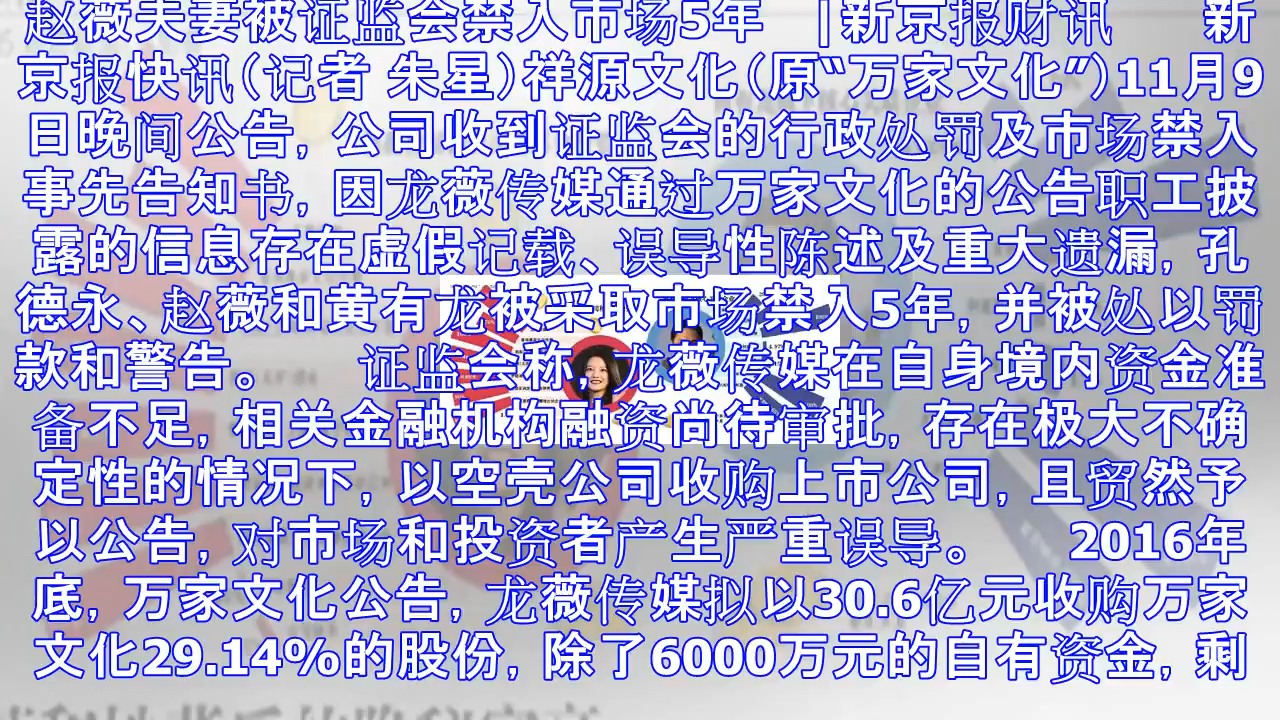 赵薇夫妻被证监会禁入市场5年 |新京报财讯 新
京报快讯(记者 朱星)祥源文化(原“万家文化”)11月9
日晚间公告, 公司收到证监会的行政处罚及市场禁入
事先告知书, 因龙薇传媒通过万家文化的公告职工披
露的信息存在虚假记载、误导性陈述及重大遗漏, 孔
德永、赵薇和黄有龙被采取市场禁入5年, 并被处以罚
款和警告。 证监会称, 龙薇传媒在自身境内资金准
备不足, 相关金融机构融资尚待审批, 存在极大不确
定性的情况下, 以空壳公司收购上市公司, 且贸然予
以公告, 对市场和投资者产生严重误导。 2016年
底, 万家文化公告, 龙薇传媒拟以30.6亿元收购万家
文化29.14%的股份, 除了6000万元的自有资金, 剩